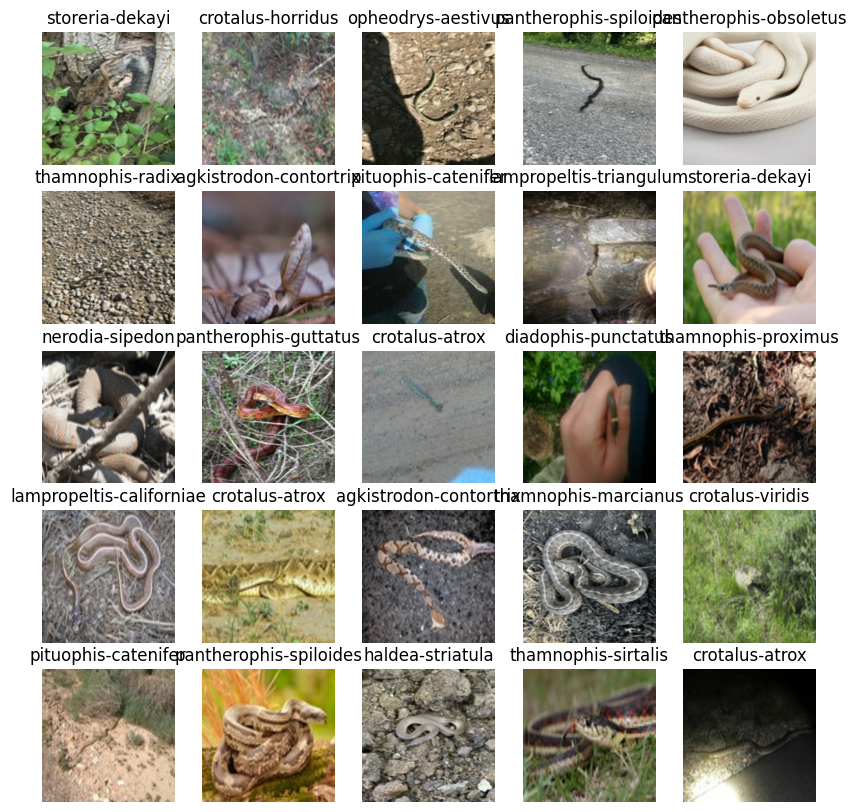 storeria-dekayi crotalus-horridus opheodrys-aestivus pantherophis-spiloides pantherophis-obsoletus
thamnophis-radix agkistrodon-contortrix pituophis-catenifer lampropeltis-triangulum storeria-dekayi
nerodia-sipedon pantherophis-guttatus crotalus-atrox diadophis-punctatus thamnophis-proximus
lampropeltis-californiae crotalus-atrox agkistrodon-contortrix thamnophis-marcianus crotalus-viridis
pituophis-catenifer pantherophis-spiloides haldea-striatula thamnophis-sirtalis crotalus-atrox